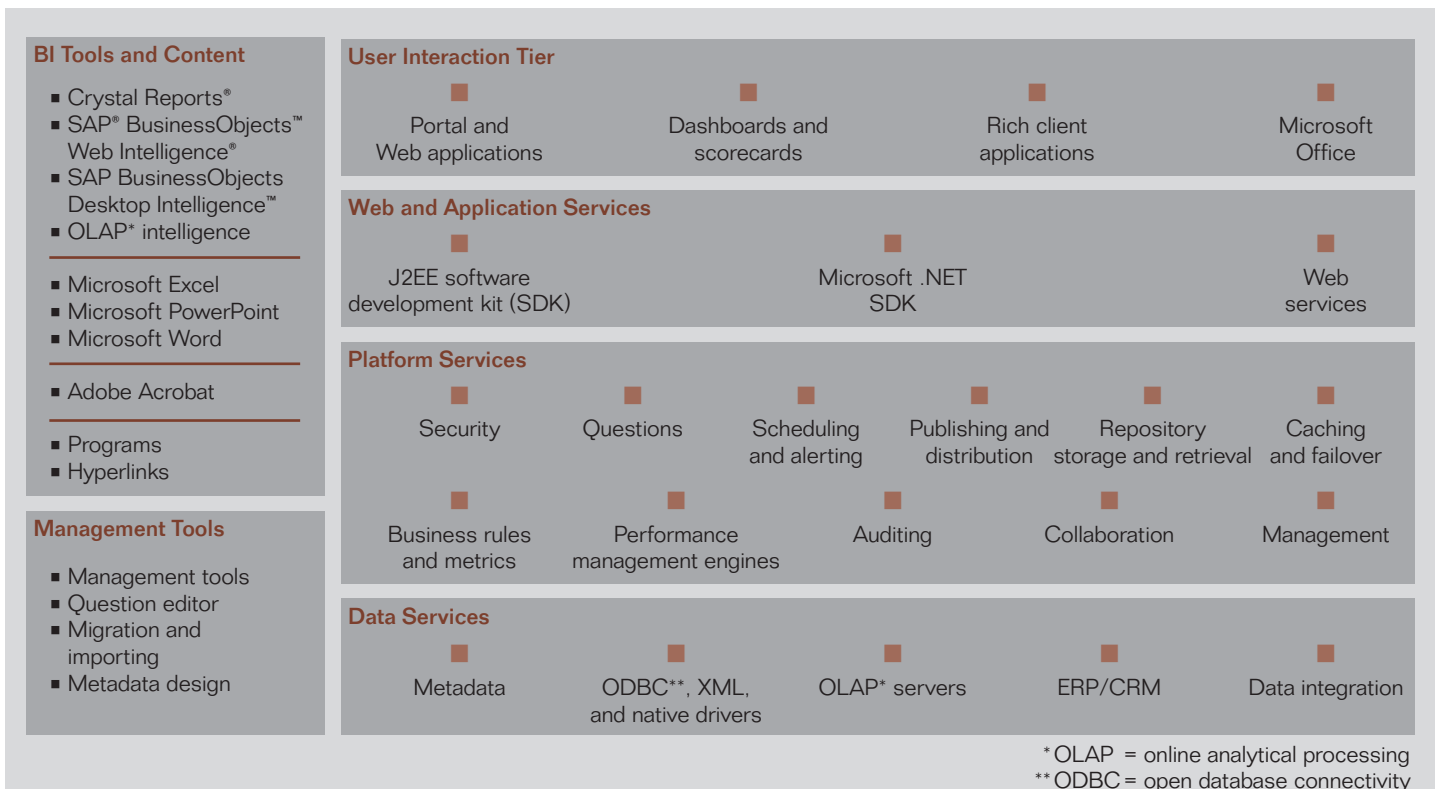 BI Tools and Content
■ Crystal Reports®
■ SAP® BusinessObjects™
Web Intelligence®
■ SAP BusinessObjects
Desktop Intelligence™
■ OLAP* intelligence
■ Microsoft Excel
■ Microsoft PowerPoint
■ Microsoft Word
■ Adobe Acrobat
■ Programs
■ Hyperlinks
Management Tools
■ Management tools
■ Question editor
■ Migration and
importing
■ Metadata design
User Interaction Tier
Portal and
Web applications
Dashboards and
scorecards
Rich client
applications
Microsoft
Office
Web and Application Services
J2EE software
development kit (SDK)
Microsoft .NET
SDK
Web
services
Platform Services
Security
Questions
Scheduling
and alerting
Publishing and
distribution
Repository
storage and retrieval
Caching
and failover
Business rules
and metrics
Performance
management engines
Auditing
Collaboration
Management
Data Services
Metadata
ODBC**, XML,
and native drivers
OLAP* servers
ERP/CRM
Data integration
*OLAP = online analytical processing
**ODBC = open database connectivity